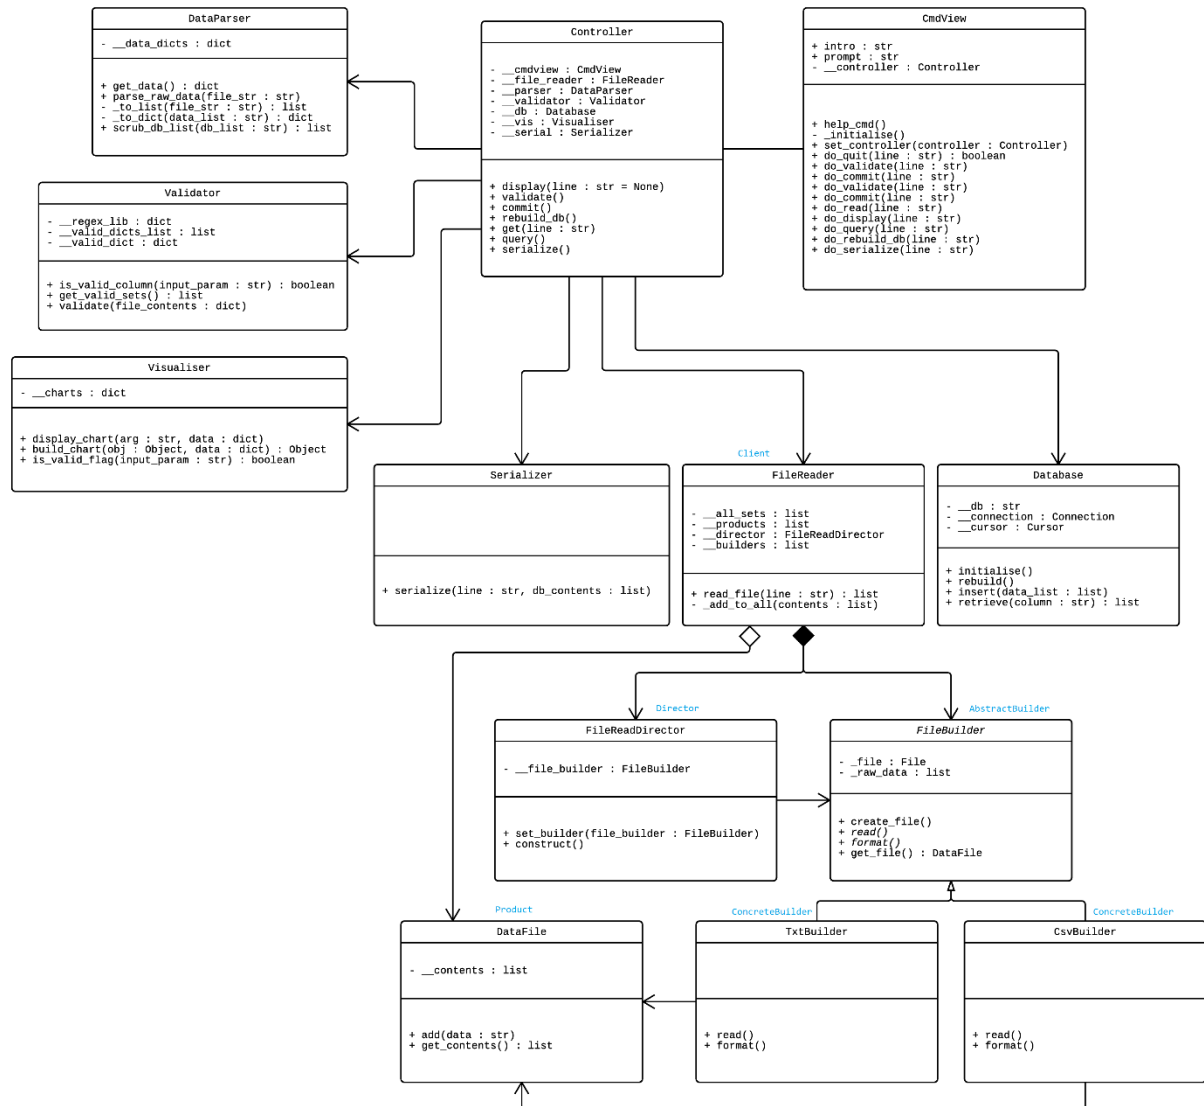 DataParser
- __data_dicts : dict
+ get_data() : dict
+ parse_raw_data(file_str : str)
- _to_list(file_str : str) : list
- _to_dict(data_list : str) : dict
+ scrub_db_list(db_list : str) : list
Controller
- __cmdview : CmdView
- __file_reader : FileReader
- __parser : DataParser
- __validator : Validator
- __db : Database
- __vis : Visualiser
- __serial : Serializer
+ display(line : str = None)
+ validate()
+ commit()
+ rebuild_db()
+ get(line : str)
+ query()
+ serialize()
CmdView
+ intro : str
+ prompt : str
- __controller : Controller
+ help_cmd()
- _initialise()
+ set_controller(controller : Controller)
+ do_quit(line : str) : boolean
+ do_validate(line : str)
+ do_commit(line : str)
+ do_validate(line : str)
+ do_commit(line : str)
+ do_read(line : str)
+ do_display(line : str)
+ do_query(line : str)
+ do_rebuild_db(line : str)
+ do_serialize(line : str)
Validator
- __regex_lib : dict
- __valid_dicts_list : list
- __valid_dict : dict
+ is_valid_column(input_param : str) : boolean
+ get_valid_sets() : list
+ validate(file_contents : dict)
Visualiser
- __charts : dict
+ display_chart(arg : str, data : dict)
+ build_chart(obj : Object, data : dict) : Object
+ is_valid_flag(input_param : str) : boolean
Serializer
+ serialize(line : str, db_contents : list)
Client
FileReader
- __all_sets : list
- __products : list
- __director : FileReadDirector
- __builders : list
+ read_file(line : str) : list
- _add_to_all(contents : list)
Database
- __db : str
- __connection : Connection
- __cursor : Cursor
+ initialise()
+ rebuild()
+ insert(data_list : list)
+ retrieve(column : str) : list
Director
FileReadDirector
- __file_builder : FileBuilder
+ set_builder(file_builder : FileBuilder)
+ construct()
AbstractBuilder
FileBuilder
- _file : File
- _raw_data : list
+ create_file()
+ read()
+ format()
+ get_file() : DataFile
Product
DataFile
- __contents : list
+ add(data : str)
+ get_contents() : list
ConcreteBuilder
TxtBuilder
+ read()
+ format()
ConcreteBuilder
CsvBuilder
+ read()
+ format()